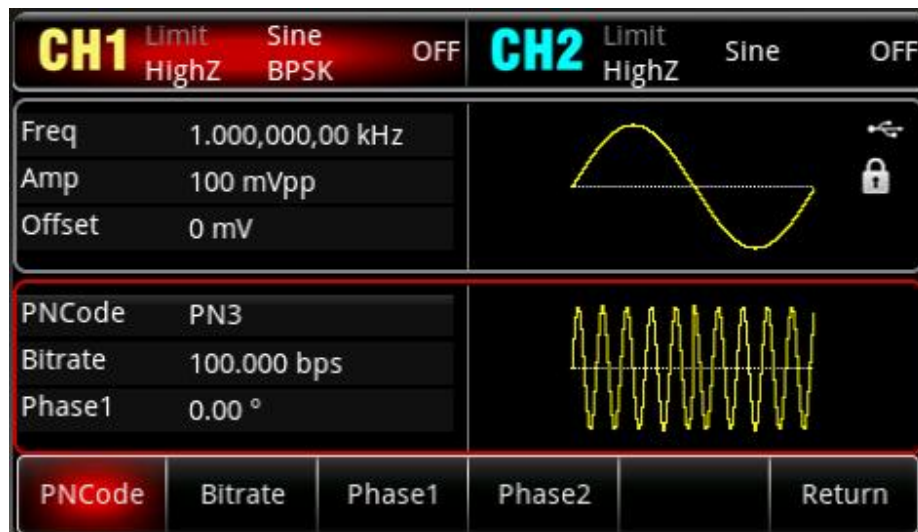 CH1 Limit Sine OFF CH2 Limit Sine OFF
HighZ BPSK HighZ
Freq 1.000,000,00 kHz
Amp 100 mVpp
Offset 0 mV
PNCode PN3
Bitrate 100.000 bps
Phase1 0.00 °
PNCode Bitrate Phase1 Phase2 Return